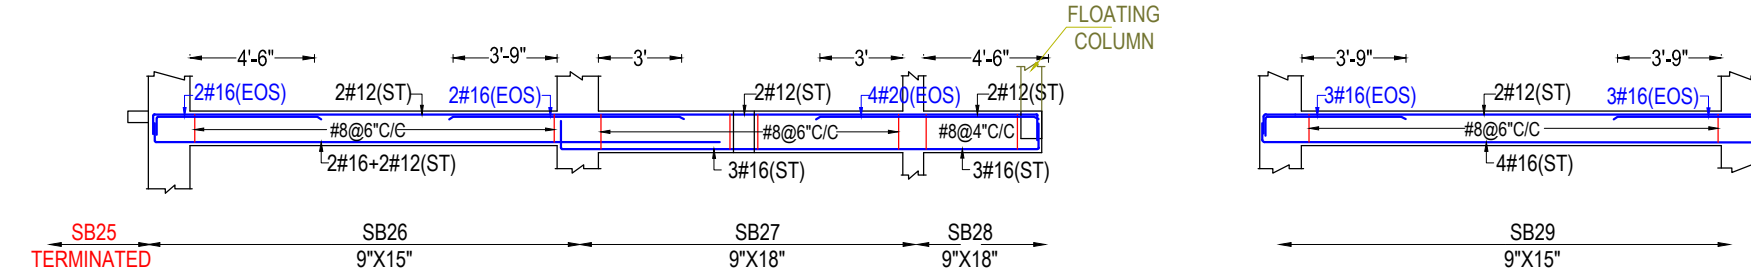 FLOATING
COLUMN
4'-6" 3'-9" 3' 3' 4'-6" 3'-9" 3'-9"
2#16(EOS) 2#12(ST) 2#16(EOS) 2#12(ST) 4#20(EOS) 2#12(ST) 3#16(EOS) 2#12(ST) 3#16(EOS)
#8@6"C/C #8@6"C/C #8@4"C/C #8@6"C/C
2#16+2#12(ST) 3#16(ST) 3#16(ST) 4#16(ST)
SB25 SB26 SB27 SB28 SB29
TERMINATED 9"X15" 9"X18" 9"X18" 9"X15"